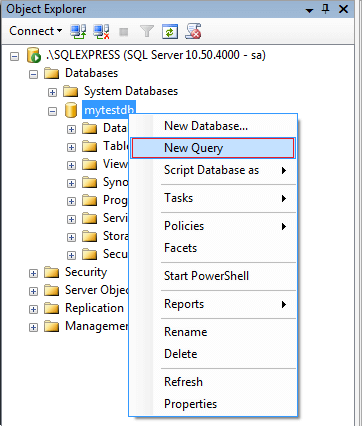 Object Explorer
Connect
.\SQLEXPRESS (SQL Server 10.50.4000 - sa)
Databases
System Databases
mytestdb
Data
Table
View
Syno
Prog
Servi
Stora
Secu
Security
Server Objec
Replication
Managemen
New Database...
New Query
Script Database as
Tasks
Policies
Facets
Start PowerShell
Reports
Rename
Delete
Refresh
Properties